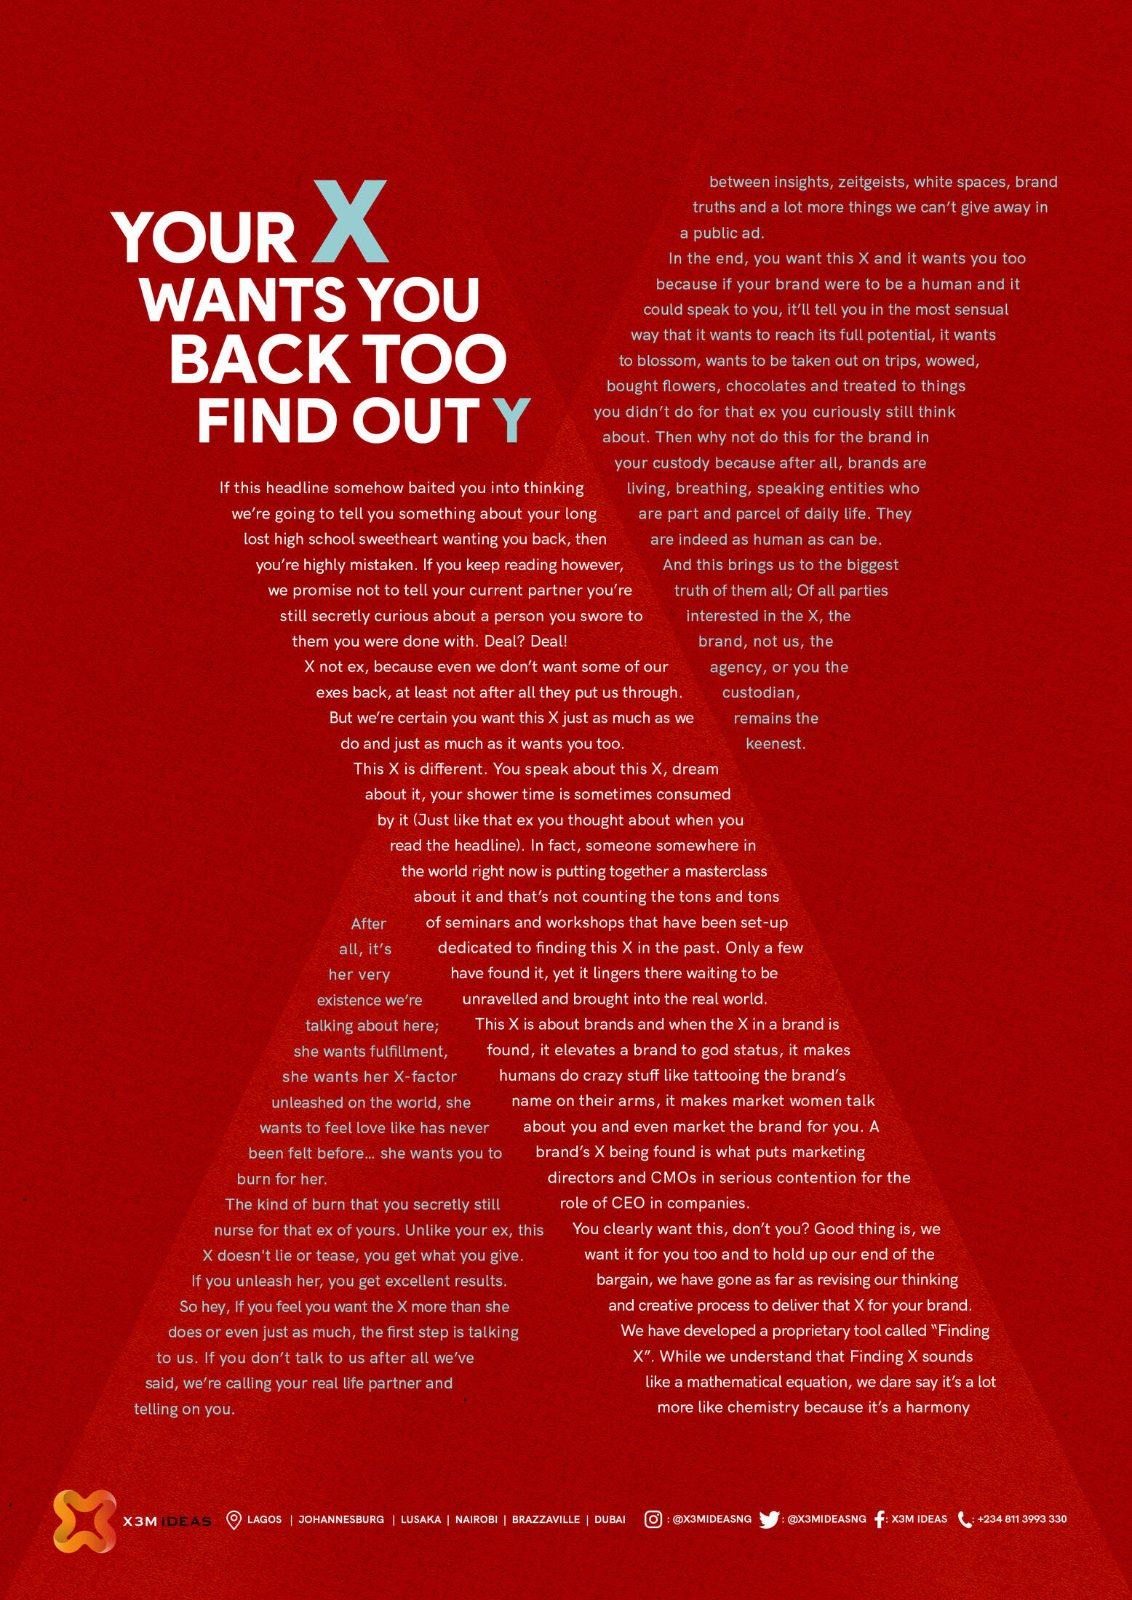 YOUR X
WANTS YOU
BACK TOO
FIND OUT Y
If this headline somehow baited you into thinking
we're going to tell you something about your long
lost high school sweetheart wanting you back, then
you're highly mistaken. If you keep reading however,
we promise not to tell your current partner you're
still secretly curious about a person you swore to
them you were done with. Deal? Deal!
X not ex, because even we don't want some of our
exes back, at least not after all they put us through.
But we're certain you want this X just as much as we
do and just as much as it wants you too.
This X is different. You speak about this X, dream
about it, your shower time is sometimes consumed
by it (Just like that ex you thought about when you
read the headline). In fact, someone somewhere in
the world right now is putting together a masterclass
about it and that's not counting the tons and tons
of seminars and workshops that have been set-up
dedicated to finding this X in the past. Only a few
have found it, yet it lingers there waiting to be
unravelled and brought into the real world.
This X is about brands and when the X in a brand is
found, it elevates a brand to god status, it makes
humans do crazy stuff like tattooing the brand's
name on their arms, it makes market women talk
about you and even market the brand for you. A
brand's X being found is what puts marketing
directors and CMOs in serious contention for the
role of CEO in companies.
You clearly want this, don't you? Good thing is, we
want it for you too and to hold up our end of the
bargain, we have gone as far as revising our thinking
and creative process to deliver that X for your brand.
We have developed a proprietary tool called "Finding
X". While we understand that Finding X sounds
like a mathematical equation, we dare say it's a lot
more like chemistry because it's a harmony
between insights, zeitgeists, white spaces, brand
truths and a lot more things we can't give away in
a public ad.
In the end, you want this X and it wants you too
because if your brand were to be a human and it
could speak to you, it'll tell you in the most sensual
way that it wants to reach its full potential, it wants
to blossom, wants to be taken out on trips, wowed,
bought flowers, chocolates and treated to things
you didn't do for that ex you curiously still think
about. Then why not do this for the brand in
your custody because after all, brands are
living, breathing, speaking entities who
are part and parcel of daily life. They
are indeed as human as can be.
And this brings us to the biggest
truth of them all; Of all parties
interested in the X, the
brand, not us, the
agency, or you the
custodian,
remains the
keenest.
After
all, it's
her very
existence we're
talking about here;
she wants fulfillment,
she wants her X-factor
unleashed on the world, she
wants to feel love like has never
been felt before... she wants you to
burn for her.
The kind of burn that you secretly still
nurse for that ex of yours. Unlike your ex, this
X doesn't lie or tease, you get what you give.
If you unleash her, you get excellent results.
So hey, If you feel you want the X more than she
does or even just as much, the first step is talking
to us. If you don't talk to us after all we've
said, we're calling your real life partner and
telling on you.
X3M IDEAS LAGOS | JOHANNESBURG | LUSAKA | NAIROBI | BRAZZAVILLE | DUBAI : @X3MIDEASNG : @X3MIDEASNG : X3M IDEAS : +234 811 3993 330